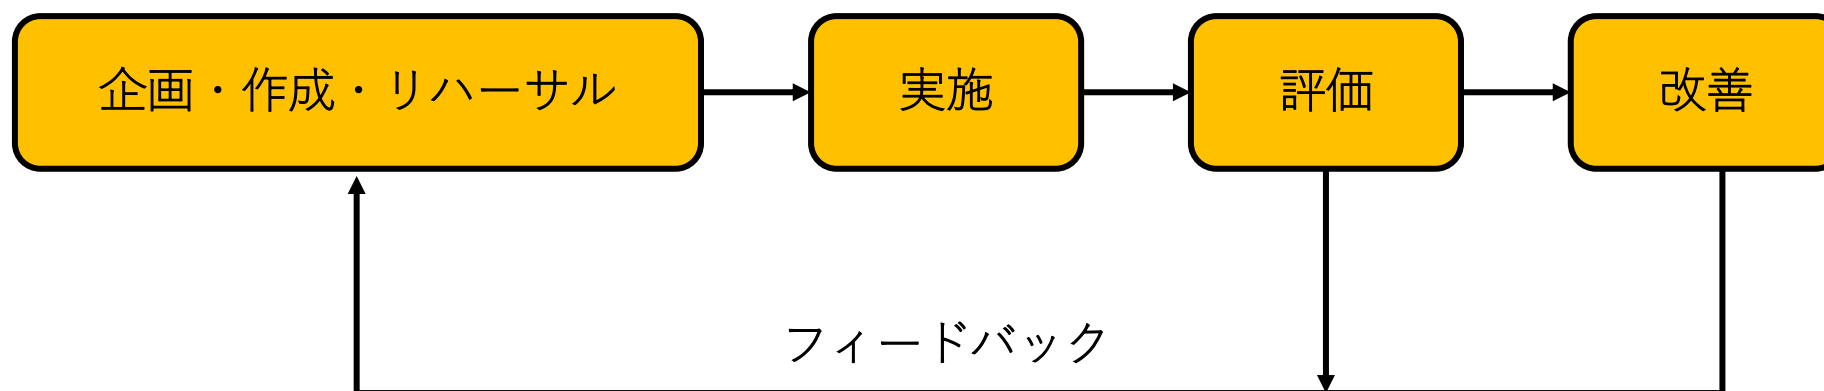 企画・作成・リハーサル
実施
評価
改善
フィードバック